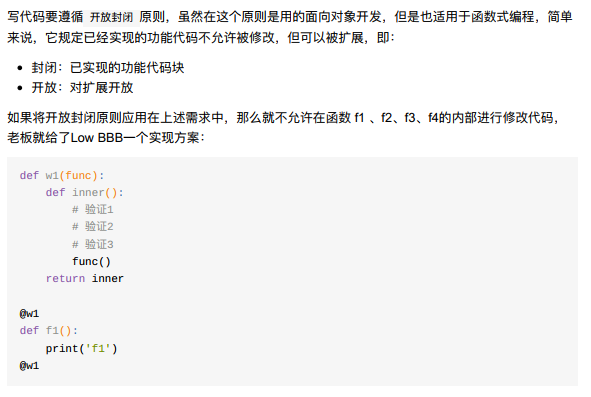 写代码要遵循 开放封闭 原则，虽然在这个原则是用的面向对象开发，但是也适用于函数式编程，简单
来说，它规定已经实现的功能代码不允许被修改，但可以被扩展，即：
• 封闭：已实现的功能代码块
• 开放：对扩展开放
如果将开放封闭原则应用在上述需求中，那么就不允许在函数 f1 、f2、f3、f4的内部进行修改代码，
老板就给了Low BBB一个实现方案：
def w1(func):
    def inner():
        # 验证1
        # 验证2
        # 验证3
        func()
    return inner
@w1
def f1():
    print('f1')
@w1